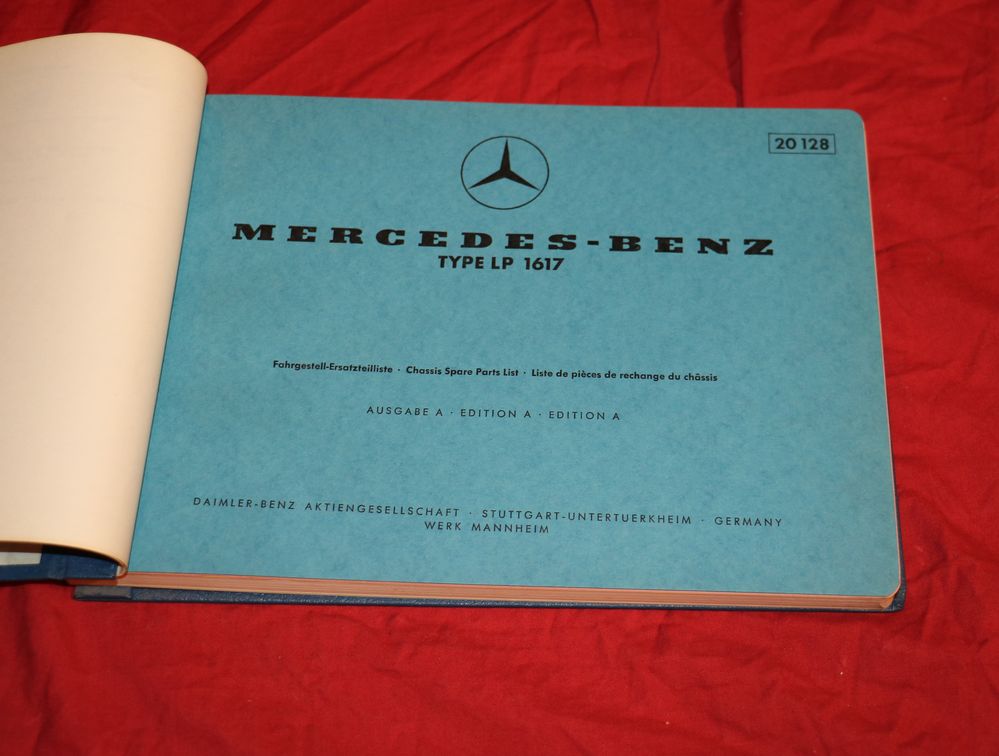 20 128
MERCEDES-BENZ
TYPE LP 1617
Fahrgestell-Ersatzteilliste · Chassis Spare Parts List · Liste de pièces de rechange du châssis
AUSGABE A · EDITION A · EDITION A
DAIMLER-BENZ AKTIENGESELLSCHAFT · STUTTGART-UNTERTUERKHEIM · GERMANY
WERK MANNHEIM